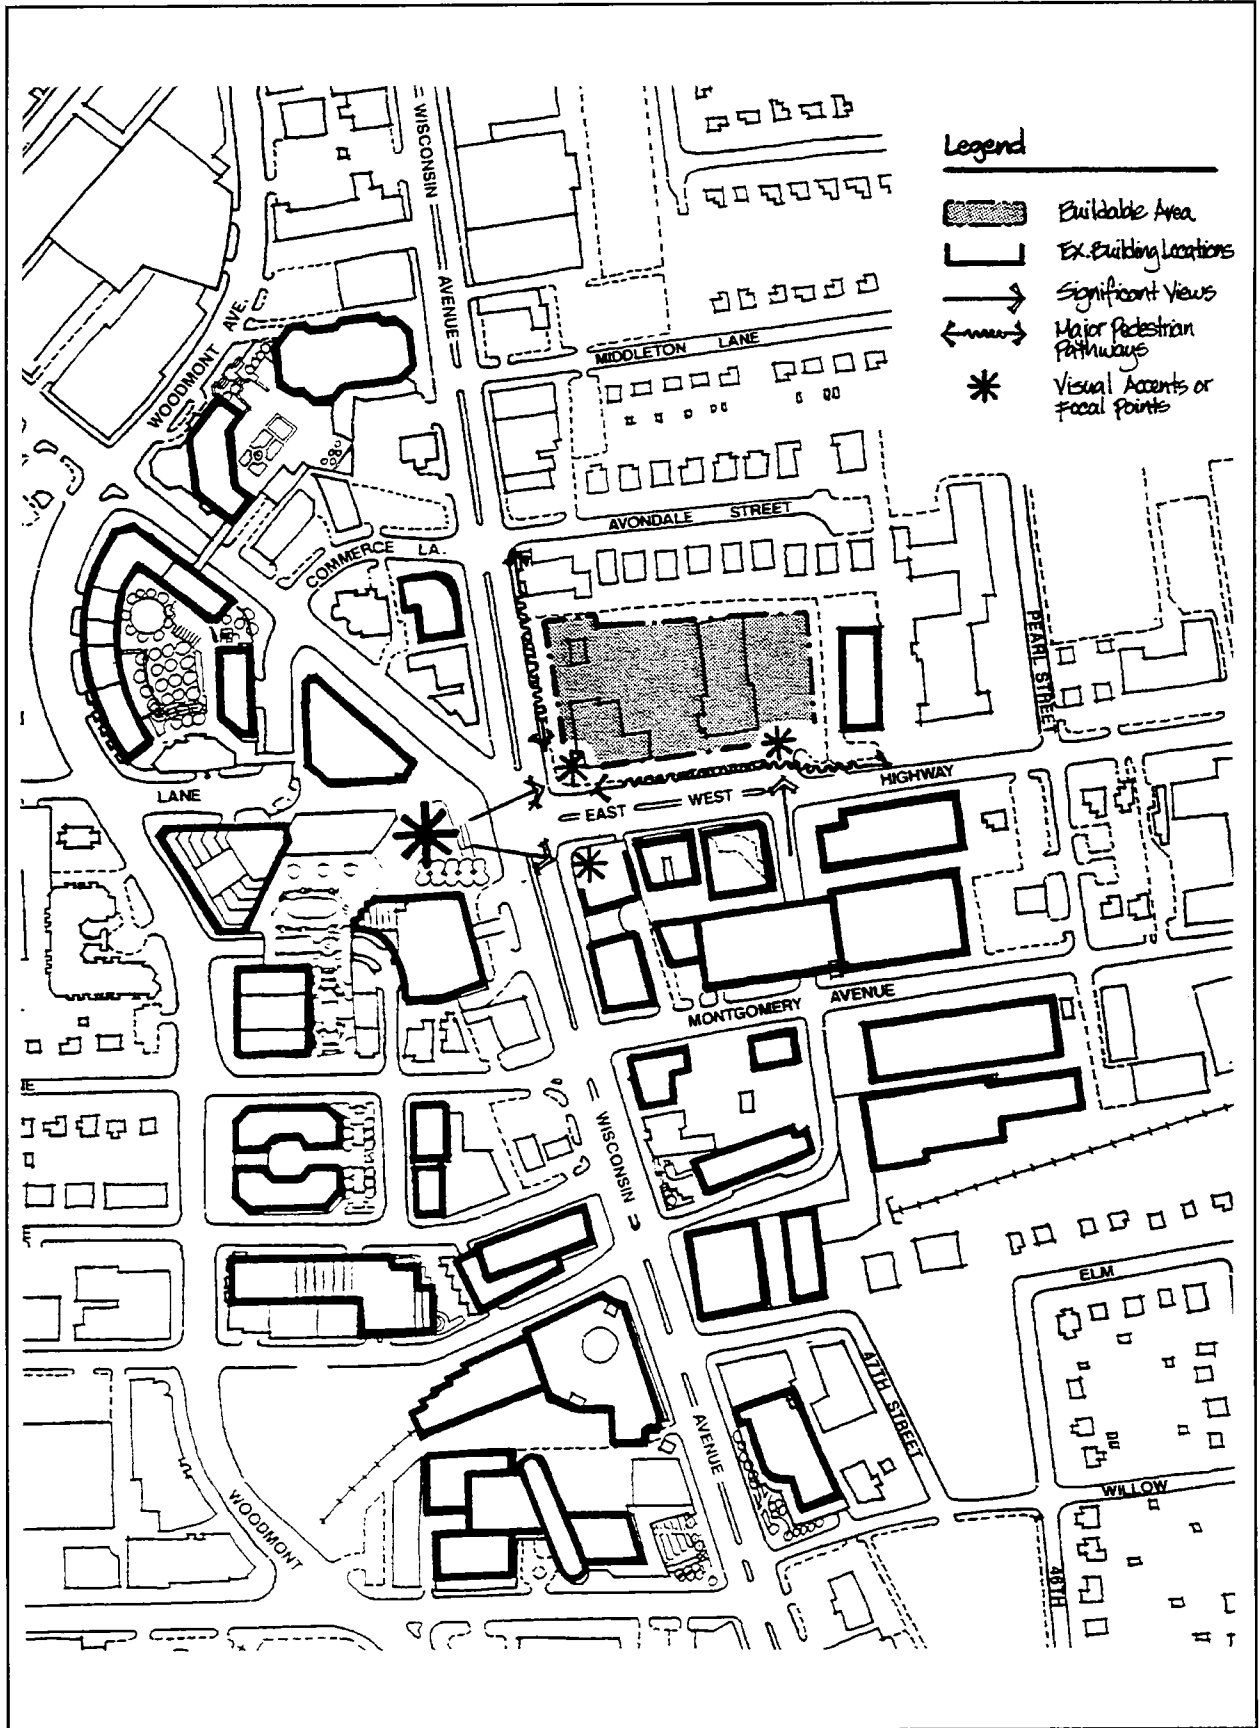 WISCONSIN
AVENUE
Legend
Buildable Area
Ex. Building Locations
Significant Views
Major Pedestrian
Pathways
Visual Accents or
Focal Points
WOODMONT AVE.
MIDDLETON LANE
AVONDALE STREET
COMMERCE LA.
PEARL STREET
LANE
EAST WEST HIGHWAY
MONTGOMERY AVENUE
WISCONSIN
AVENUE
ELM
47TH STREET
WILLOW
WOODMONT
46TH